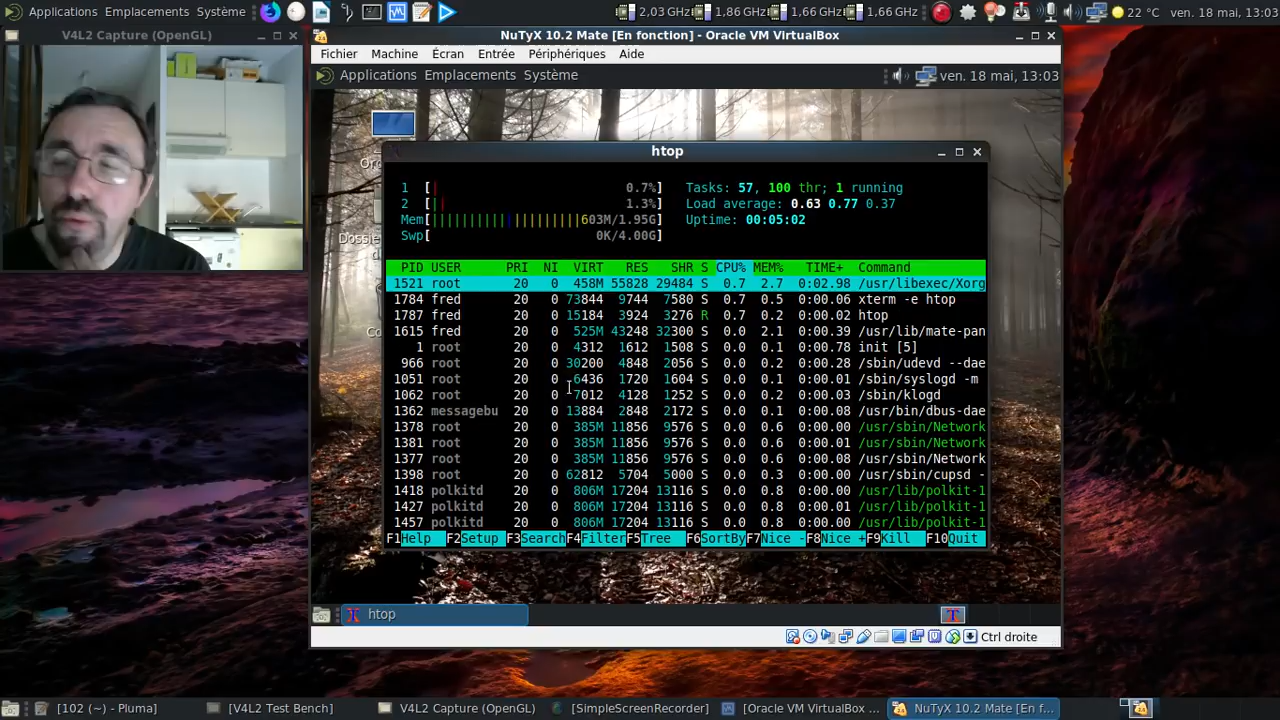 Applications Emplacements Système 2,03 GHz 1,86 GHz 1,66 GHz 1,66 GHz 22 °C ven. 18 mai, 13:03
V4L2 Capture (OpenGL)
NuTyX 10.2 Mate [En fonction] - Oracle VM VirtualBox
Fichier Machine Écran Entrée Périphériques Aide
Applications Emplacements Système ven. 18 mai, 13:03
htop
1 [| 0.7%] Tasks: 57, 100 thr; 1 running
2 [|| 1.3%] Load average: 0.63 0.77 0.37
Mem[||||||||||||||||||||603M/1.95G] Uptime: 00:05:02
Swp[ 0K/4.00G]
PID USER PRI NI VIRT RES SHR S CPU% MEM% TIME+ Command
1521 root 20 0 458M 55828 29484 S 0.7 2.7 0:02.98 /usr/libexec/Xorg
1784 fred 20 0 73844 9744 7580 S 0.7 0.5 0:00.06 xterm -e htop
1787 fred 20 0 15184 3924 3276 R 0.7 0.2 0:00.02 htop
1615 fred 20 0 525M 43248 32300 S 0.0 2.1 0:00.39 /usr/lib/mate-pan
1 root 20 0 4312 1612 1508 S 0.0 0.1 0:00.78 init [5]
966 root 20 0 30200 4848 2056 S 0.0 0.2 0:00.28 /sbin/udevd --dae
1051 root 20 0 6436 1720 1604 S 0.0 0.1 0:00.01 /sbin/syslogd -m
1062 root 20 0 7012 4128 1252 S 0.0 0.2 0:00.03 /sbin/klogd
1362 messagebu 20 0 13884 2848 2172 S 0.0 0.1 0:00.08 /usr/bin/dbus-dae
1378 root 20 0 385M 11856 9576 S 0.0 0.6 0:00.00 /usr/sbin/Network
1381 root 20 0 385M 11856 9576 S 0.0 0.6 0:00.01 /usr/sbin/Network
1377 root 20 0 385M 11856 9576 S 0.0 0.6 0:00.08 /usr/sbin/Network
1398 root 20 0 62812 5704 5000 S 0.0 0.3 0:00.00 /usr/sbin/cupsd -
1418 polkitd 20 0 806M 17204 13116 S 0.0 0.8 0:00.00 /usr/lib/polkit-1
1427 polkitd 20 0 806M 17204 13116 S 0.0 0.8 0:00.01 /usr/lib/polkit-1
1457 polkitd 20 0 806M 17204 13116 S 0.0 0.8 0:00.00 /usr/lib/polkit-1
F1Help F2Setup F3Search F4Filter F5Tree F6SortBy F7Nice - F8Nice + F9Kill F10Quit
htop
Ctrl droite
[102 (~) - Pluma] [V4L2 Test Bench] V4L2 Capture (OpenGL) [SimpleScreenRecorder] [Oracle VM VirtualBox ... NuTyX 10.2 Mate [En f...